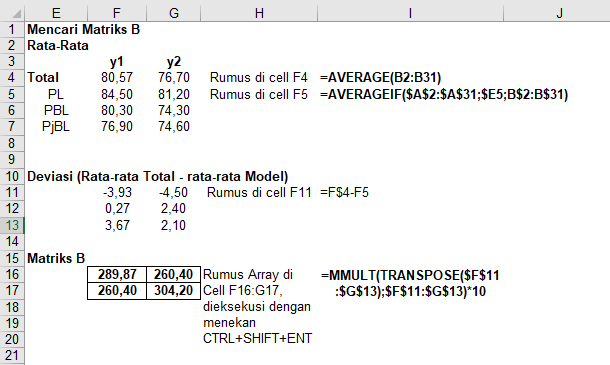 E F G H I J
1 Mencari Matriks B
2 Rata-Rata
3 y1 y2
4 Total 80,57 76,70 Rumus di cell F4 =AVERAGE(B2:B31)
5 PL 84,50 81,20 Rumus di cell F5 =AVERAGEIF($A$2:$A$31;$E5;B$2:B$31)
6 PBL 80,30 74,30
7 PjBL 76,90 74,60
8
9
10 Deviasi (Rata-rata Total - rata-rata Model)
11 -3,93 -4,50 Rumus di cell F11 =F$4-F5
12 0,27 2,40
13 3,67 2,10
14
15 Matriks B
16 289,87 260,40 Rumus Array di =MMULT(TRANSPOSE($F$11
17 260,40 304,20 Cell F16:G17, :$G$13);$F$11:$G$13)*10
18 dieksekusi dengan
19 menekan
20 CTRL+SHIFT+ENT
21